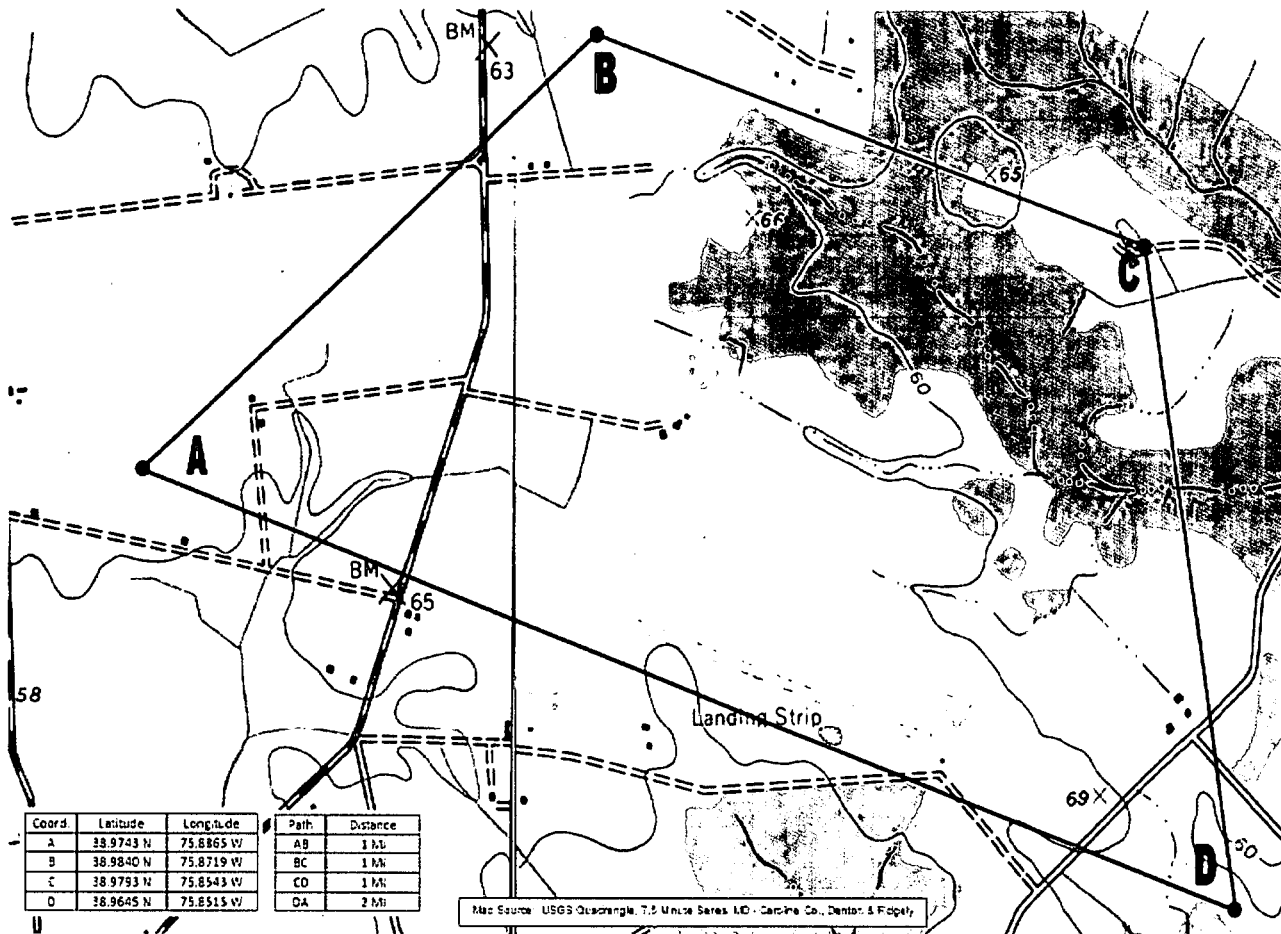 BM
63
B
65
66
C
60
A
BM
65
58
Landing Strip
69
60
D
Coord. Latitude Longitude
A 38.9743 N 75.8865 W
B 38.9840 N 75.8719 W
C 38.9793 N 75.8543 W
D 38.9645 N 75.8515 W
Path Distance
AB 1 Mi
BC 1 Mi
CD 1 Mi
DA 2 Mi
Map Source: USGS Quadrangle, 7.5 Minute Series, MD - Caroline Co., Denton & Ridgely